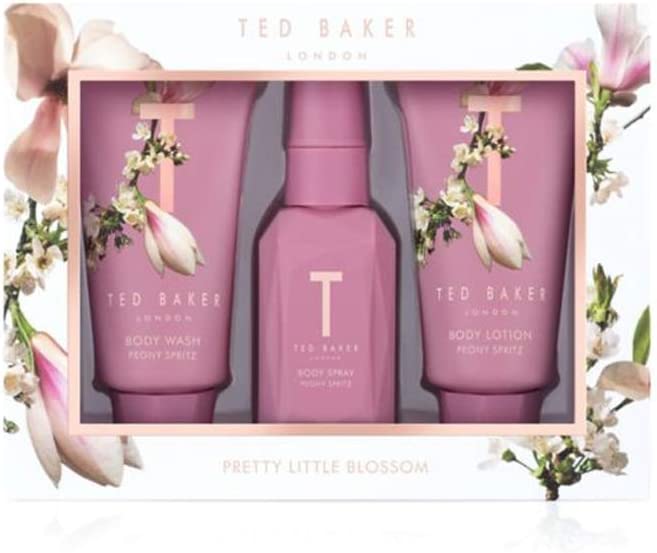 TED BAKER
LONDON
T
TED BAKER
LONDON
BODY WASH
PEONY SPRITZ
T
TED BAKER
LONDON
BODY SPRAY
PEONY SPRITZ
T
TED BAKER
LONDON
BODY LOTION
PEONY SPRITZ
PRETTY LITTLE BLOSSOM